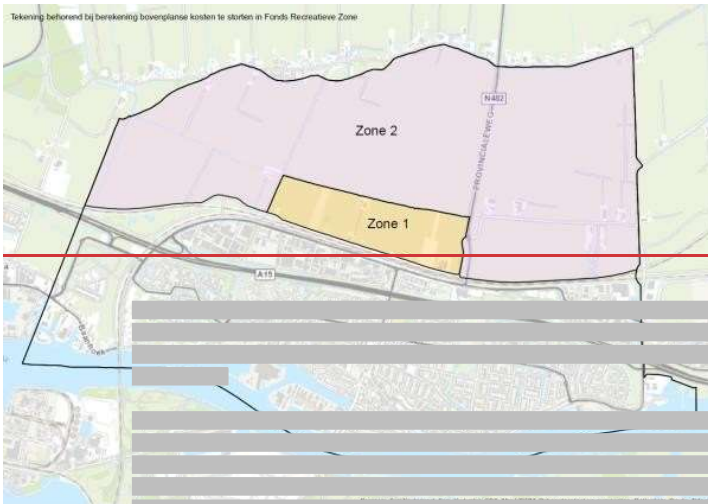 Tekening behorend bij berekening bovenplanse kosten te storten in Fonds Recreatieve Zone
N482
Zone 2
PROVINCIALEWEG
Zone 1
A15